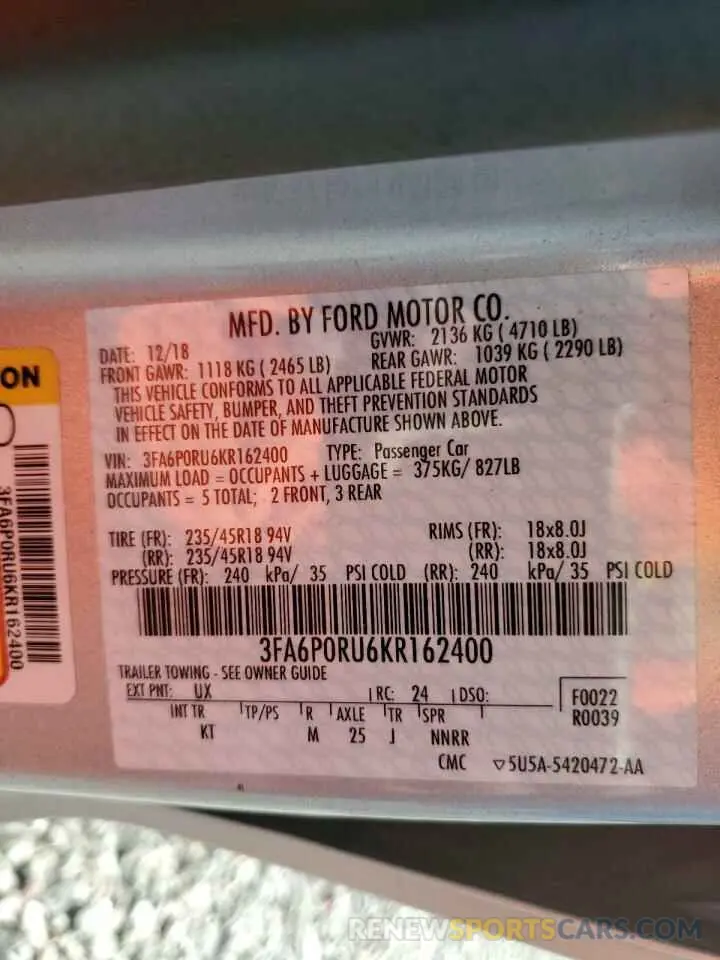 MFD. BY FORD MOTOR CO.
DATE: 12/18 GVWR: 2136 KG ( 4710 LB)
FRONT GAWR: 1118 KG ( 2465 LB) REAR GAWR: 1039 KG ( 2290 LB)
THIS VEHICLE CONFORMS TO ALL APPLICABLE FEDERAL MOTOR
VEHICLE SAFETY, BUMPER, AND THEFT PREVENTION STANDARDS
IN EFFECT ON THE DATE OF MANUFACTURE SHOWN ABOVE.
VIN: 3FA6P0RU6KR162400 TYPE: Passenger Car
MAXIMUM LOAD = OCCUPANTS + LUGGAGE = 375KG/ 827LB
OCCUPANTS = 5 TOTAL; 2 FRONT, 3 REAR
TIRE (FR): 235/45R18 94V RIMS (FR): 18x8.0J
(RR): 235/45R18 94V (RR): 18x8.0J
PRESSURE (FR): 240 kPa/ 35 PSI COLD (RR): 240 kPa/ 35 PSI COLD
3FA6P0RU6KR162400
TRAILER TOWING - SEE OWNER GUIDE
EXT PNT: UX RC: 24 DSO: F0022
INT TR TP/PS R AXLE TR SPR R0039
KT M 25 J NNRR
CMC ▽5U5A-5420472-AA
ON
3FA6P0RU6KR162400
RENEWSPORTSCARS.COM